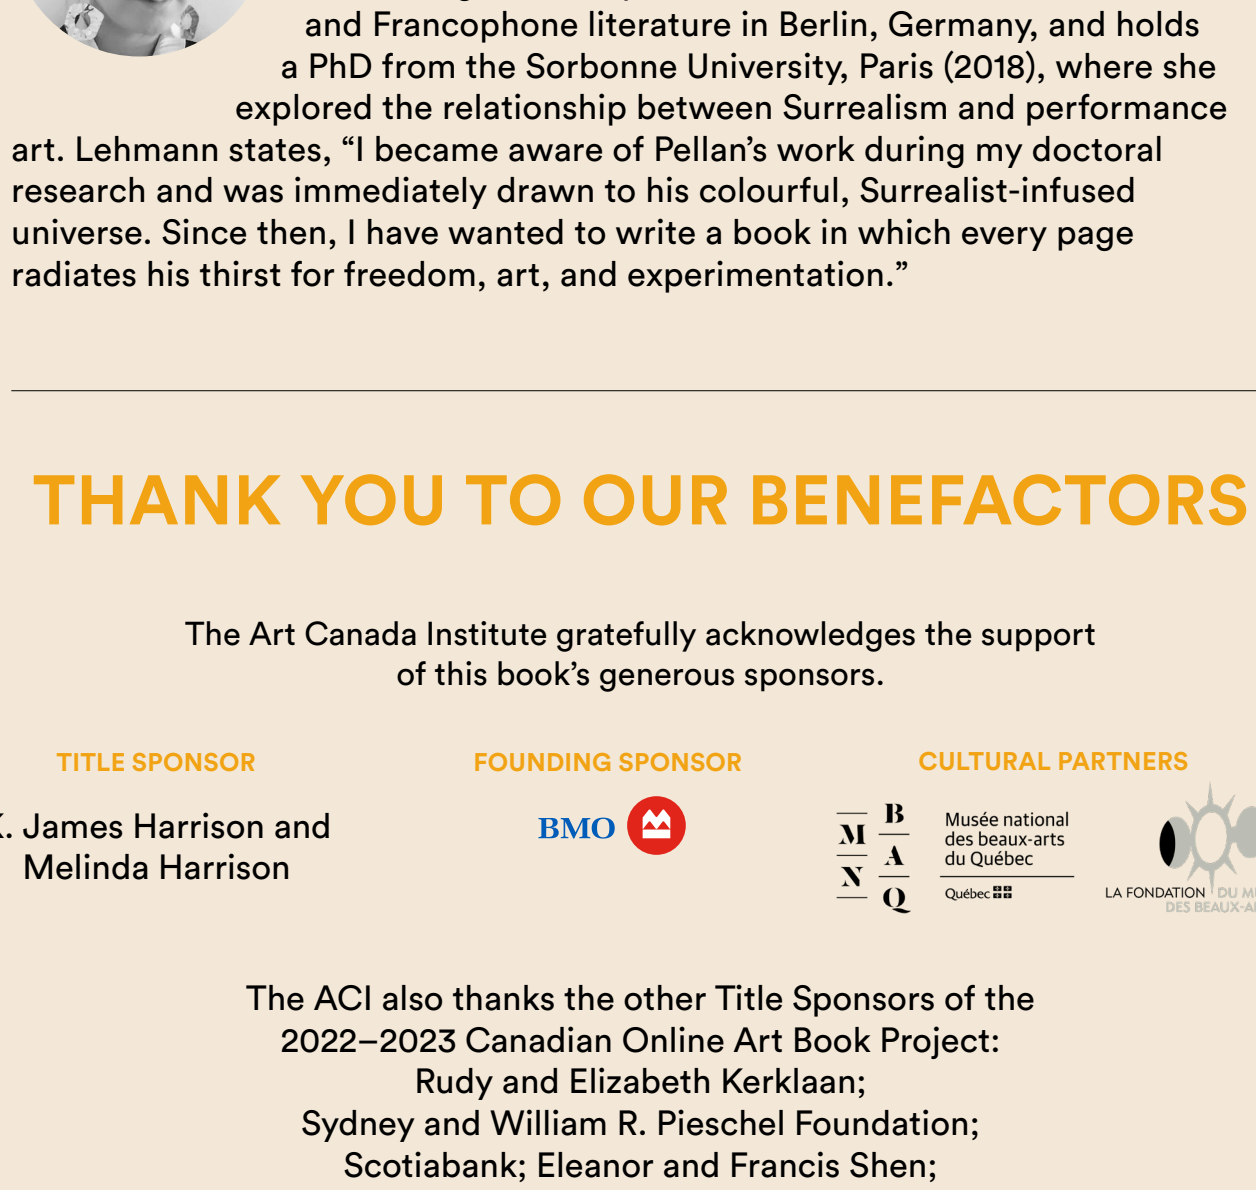 and Francophone literature in Berlin, Germany, and holds
a PhD from the Sorbonne University, Paris (2018), where she
explored the relationship between Surrealism and performance
art. Lehmann states, “I became aware of Pellan’s work during my doctoral
research and was immediately drawn to his colourful, Surrealist-infused
universe. Since then, I have wanted to write a book in which every page
radiates his thirst for freedom, art, and experimentation.”
THANK YOU TO OUR BENEFACTORS
The Art Canada Institute gratefully acknowledges the support
of this book’s generous sponsors.
TITLE SPONSOR
James Harrison and
Melinda Harrison
FOUNDING SPONSOR
BMO
CULTURAL PARTNERS
M
N
B
A
Q
Musée national
des beaux-arts
du Québec
Québec
LA FONDATION DU
DES
The ACI also thanks the other Title Sponsors of the
2022–2023 Canadian Online Art Book Project:
Rudy and Elizabeth Kerklaan;
Sydney and William R. Pieschel Foundation;
Scotiabank; Eleanor and Francis Shen;